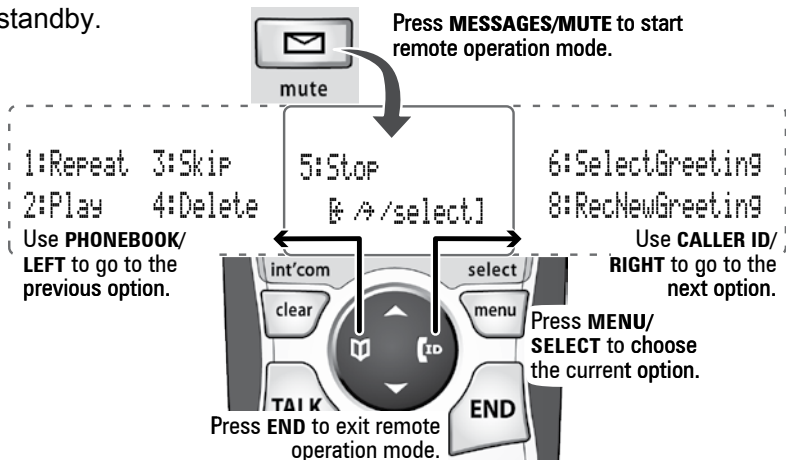 standby.
Press MESSAGES/MUTE to start
remote operation mode.
mute
1:Repeat 3:Skip
2:Play 4:Delete
5:Stop
/select]
6:SelectGreeting
8:RecNewGreeting
Use PHONEBOOK/
LEFT to go to the
previous option.
Use CALLER ID/
RIGHT to go to the
next option.
int'com
select
clear
menu
ID
Press MENU/
SELECT to choose
the current option.
TALK
END
Press END to exit remote
operation mode.